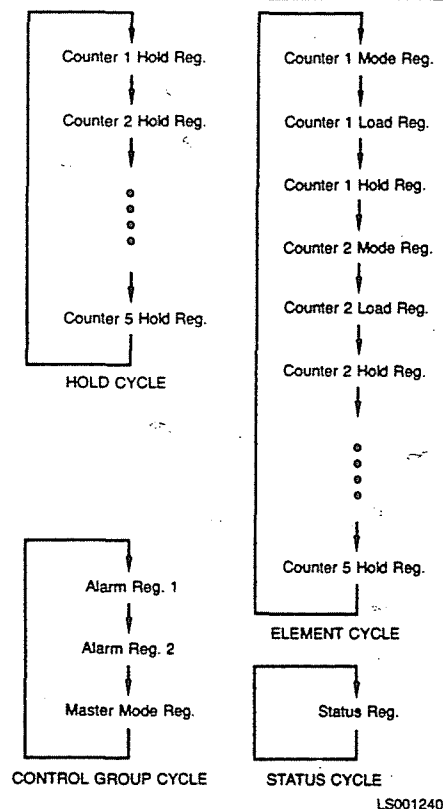 Counter 1 Hold Reg.
Counter 2 Hold Reg.
Counter 5 Hold Reg.
HOLD CYCLE
Counter 1 Mode Reg.
Counter 1 Load Reg.
Counter 1 Hold Reg.
Counter 2 Mode Reg.
Counter 2 Load Reg.
Counter 2 Hold Reg.
Counter 5 Hold Reg.
ELEMENT CYCLE
Alarm Reg. 1
Alarm Reg. 2
Master Mode Reg.
CONTROL GROUP CYCLE
Status Reg.
STATUS CYCLE
LS001240